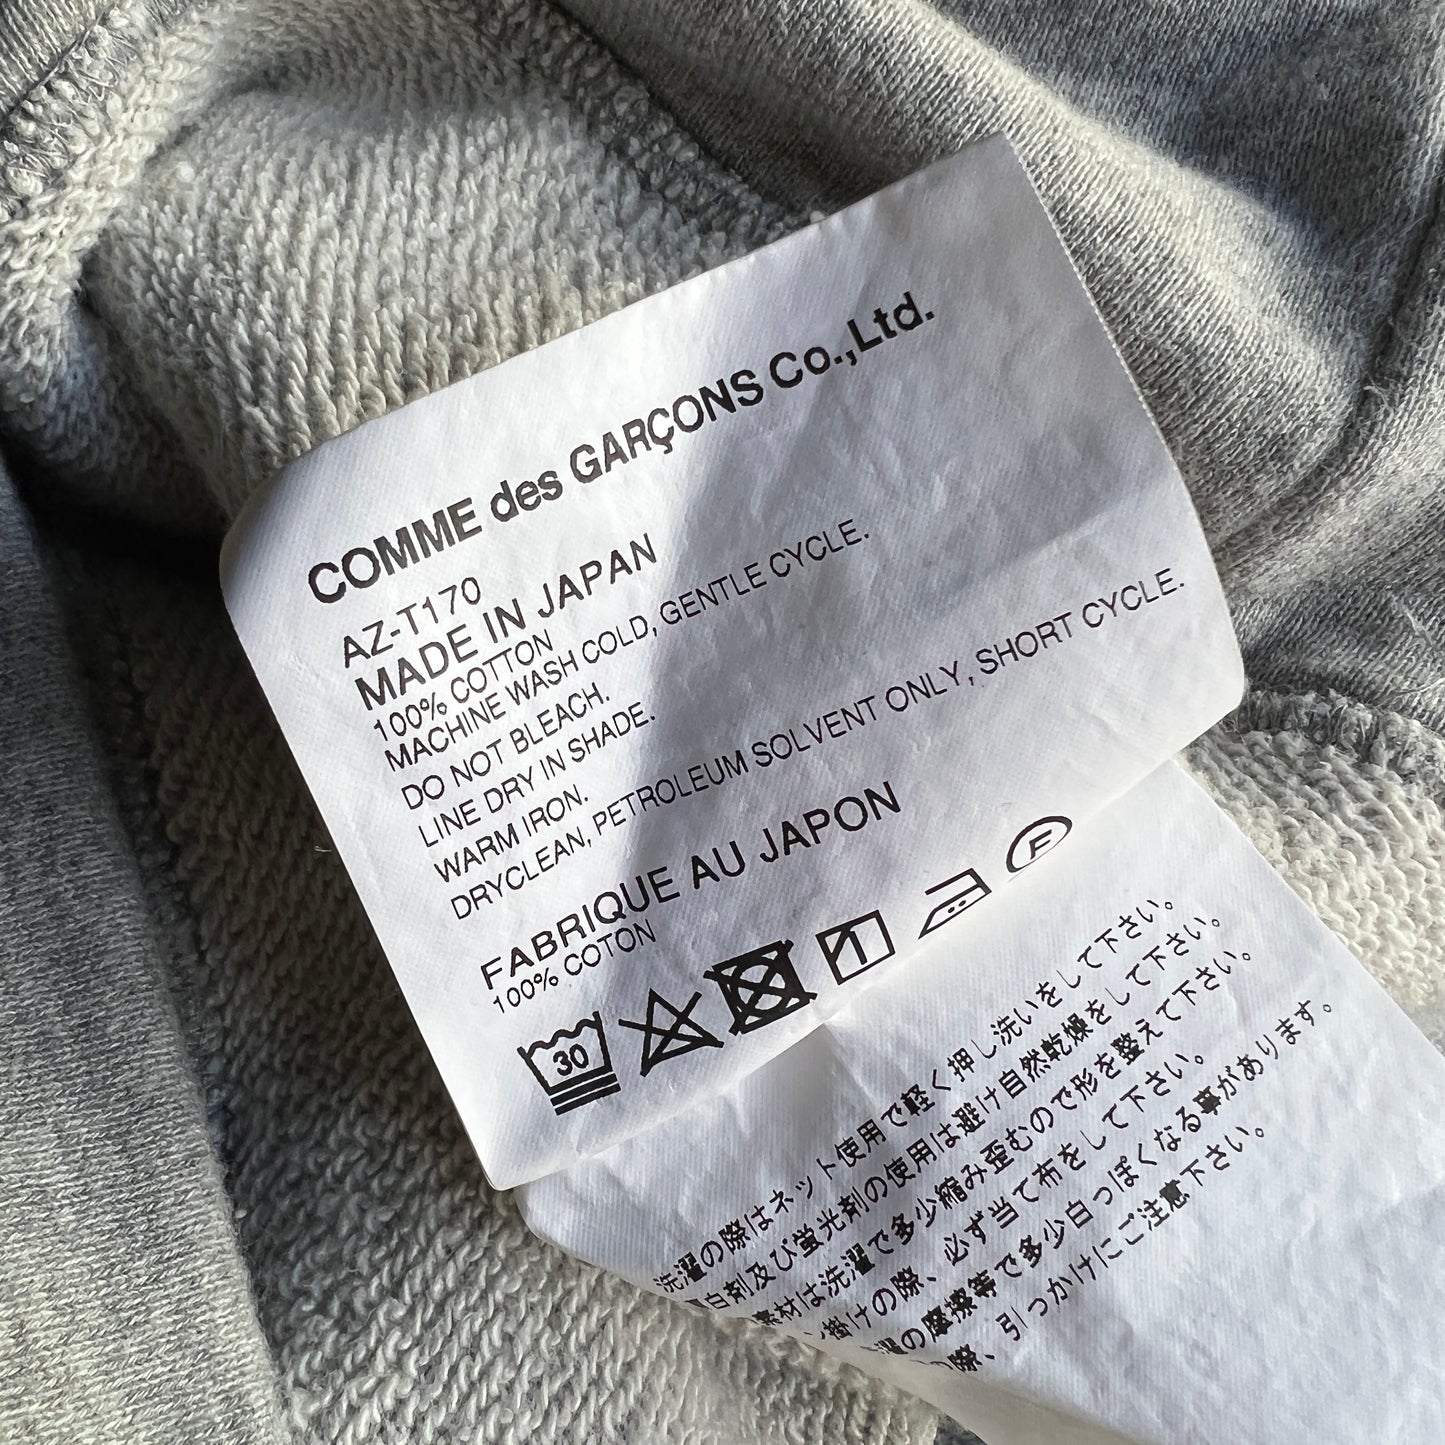 COMME des GARÇONS Co.,Ltd.
AZ-T170
MADE IN JAPAN
100% COTTON
MACHINE WASH COLD, GENTLE CYCLE.
DO NOT BLEACH.
LINE DRY IN SHADE.
WARM IRON.
DRYCLEAN, PETROLEUM SOLVENT ONLY, SHORT CYCLE.
FABRIQUE AU JAPON
100% COTON
30
F
洗濯の際はネット使用で軽く押し洗いをして下さい。
白剤及び蛍光剤の使用は避け自然乾燥をして下さい。
素材は洗濯で多少縮み歪むので形を整えて下さい。
掛けの際、必ず当て布をして下さい。
の摩擦等で多少白っぽくなる事があります。
際、引っかけにご注意下さい。